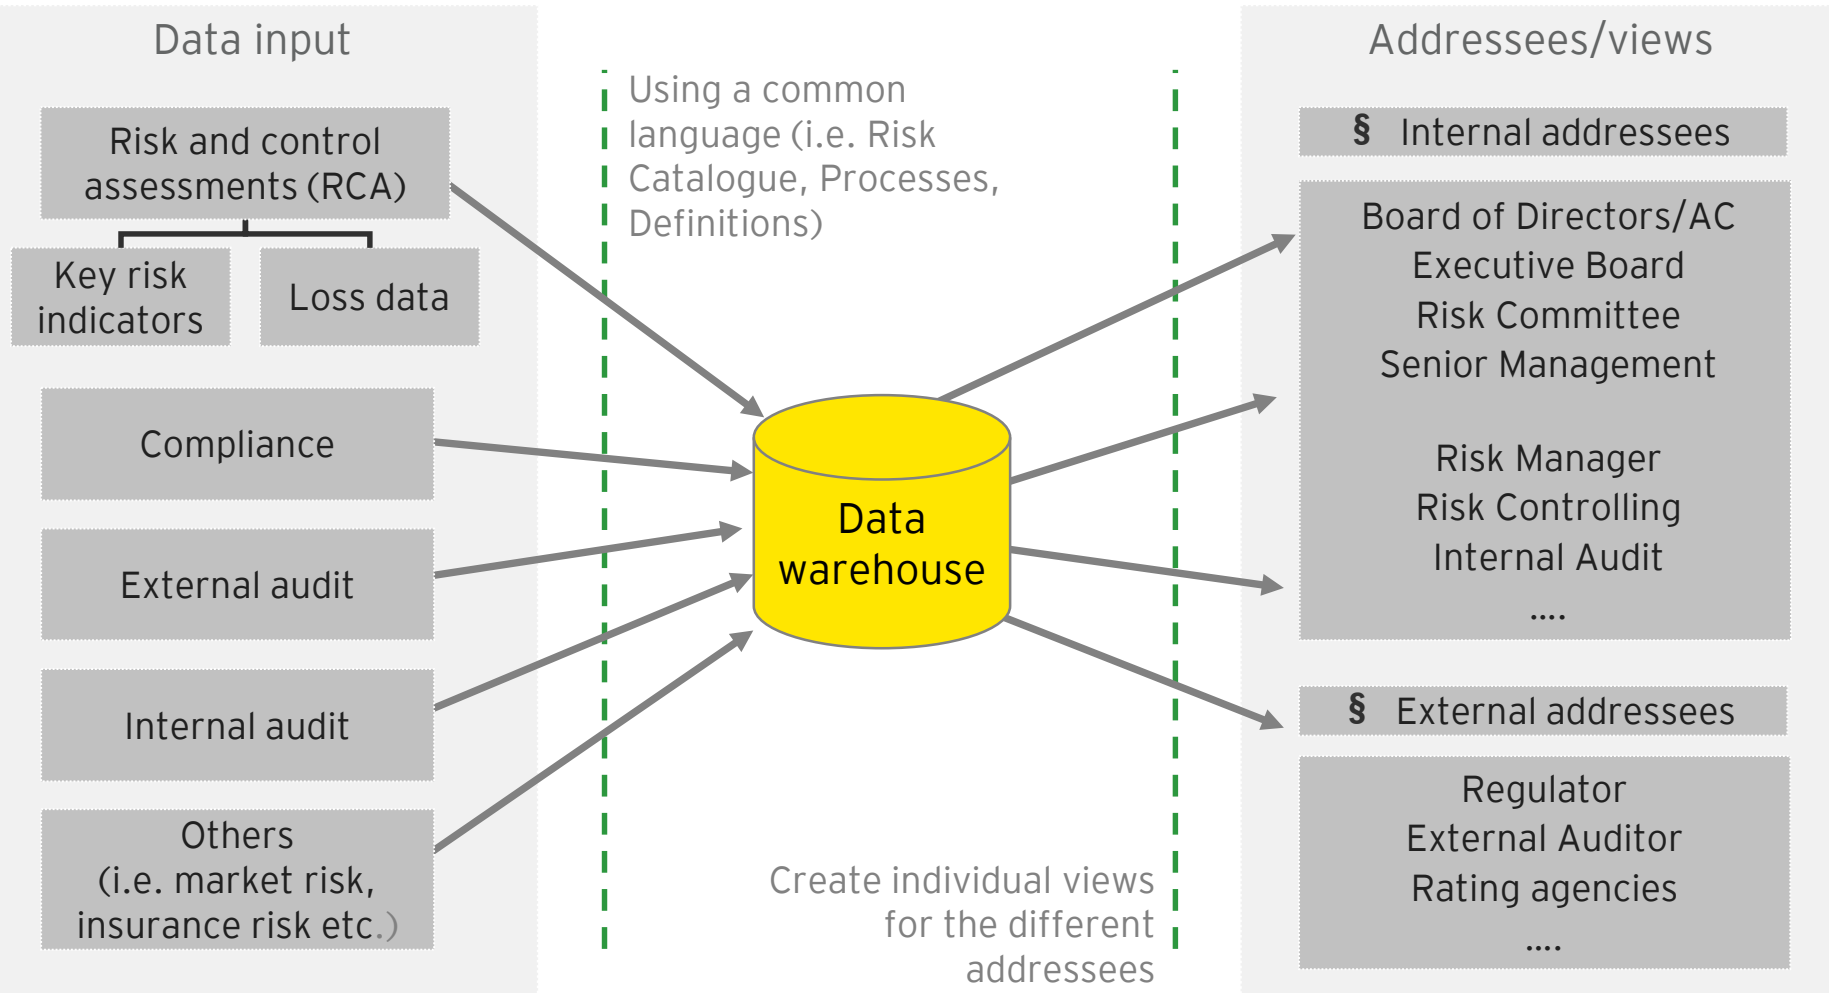 Data input
Risk and control
assessments (RCA)
Key risk
indicators
Loss data
Compliance
External audit
Internal audit
Others
(i.e. market risk,
insurance risk etc.)
Using a common
language (i.e. Risk
Catalogue, Processes,
Definitions)
Data
warehouse
Create individual views
for the different
addressees
Addressees/views
§ Internal addressees
Board of Directors/AC
Executive Board
Risk Committee
Senior Management
Risk Manager
Risk Controlling
Internal Audit
....
§ External addressees
Regulator
External Auditor
Rating agencies
....